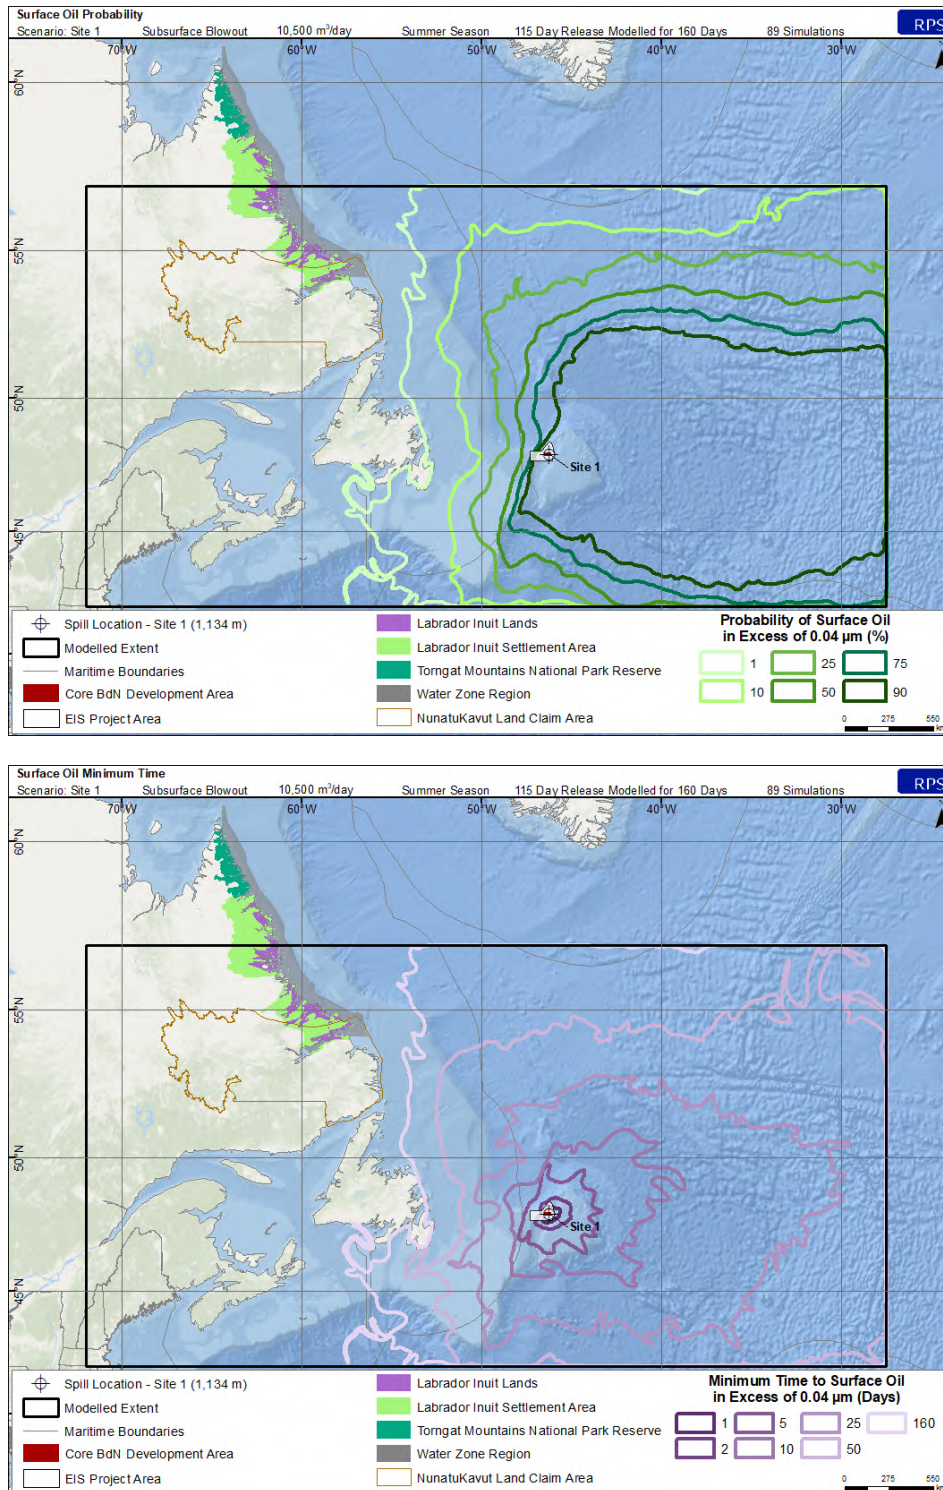 Surface Oil Probability
Scenario: Site 1 Subsurface Blowout 10,500 m³/day Summer Season 115 Day Release Modelled for 160 Days 89 Simulations
RPS
70°W 60°W 50°W 40°W 30°W
60°N
55°N
50°N
45°N
Site 1
Spill Location - Site 1 (1,134 m)
Modelled Extent
Maritime Boundaries
Core BdN Development Area
EIS Project Area
Labrador Inuit Lands
Labrador Inuit Settlement Area
Torngat Mountains National Park Reserve
Water Zone Region
NunatuKavut Land Claim Area
Probability of Surface Oil
in Excess of 0.04 µm (%)
1 25 75
10 50 90
0 275 550
Surface Oil Minimum Time
Scenario: Site 1 Subsurface Blowout 10,500 m³/day Summer Season 115 Day Release Modelled for 160 Days 89 Simulations
RPS
70°W 60°W 50°W 40°W 30°W
60°N
55°N
50°N
45°N
Site 1
Spill Location - Site 1 (1,134 m)
Modelled Extent
Maritime Boundaries
Core BdN Development Area
EIS Project Area
Labrador Inuit Lands
Labrador Inuit Settlement Area
Torngat Mountains National Park Reserve
Water Zone Region
NunatuKavut Land Claim Area
Minimum Time to Surface Oil
in Excess of 0.04 µm (Days)
1 5 25 160
2 10 50
0 275 550